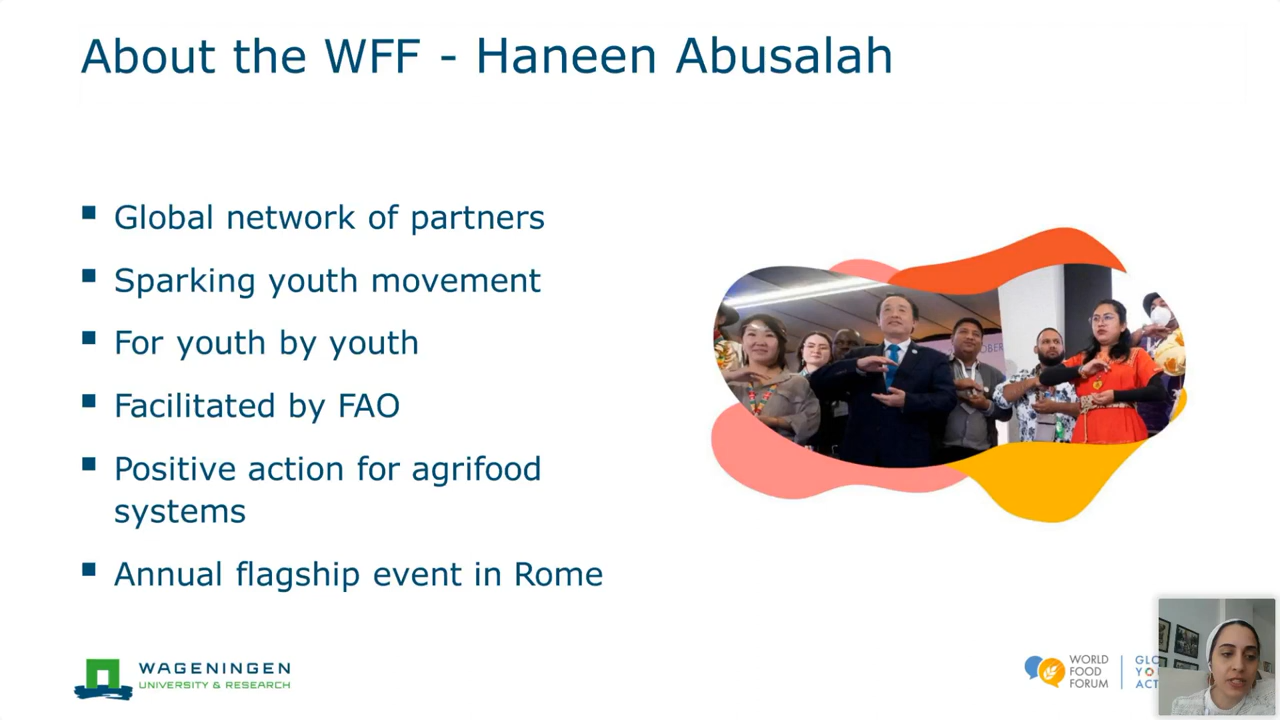 About the WFF - Haneen Abusalah
Global network of partners
Sparking youth movement
For youth by youth
Facilitated by FAO
Positive action for agrifood
systems
Annual flagship event in Rome
OBER
WAGENINGEN
UNIVERSITY & RESEARCH
WORLD
FOOD
FORUM